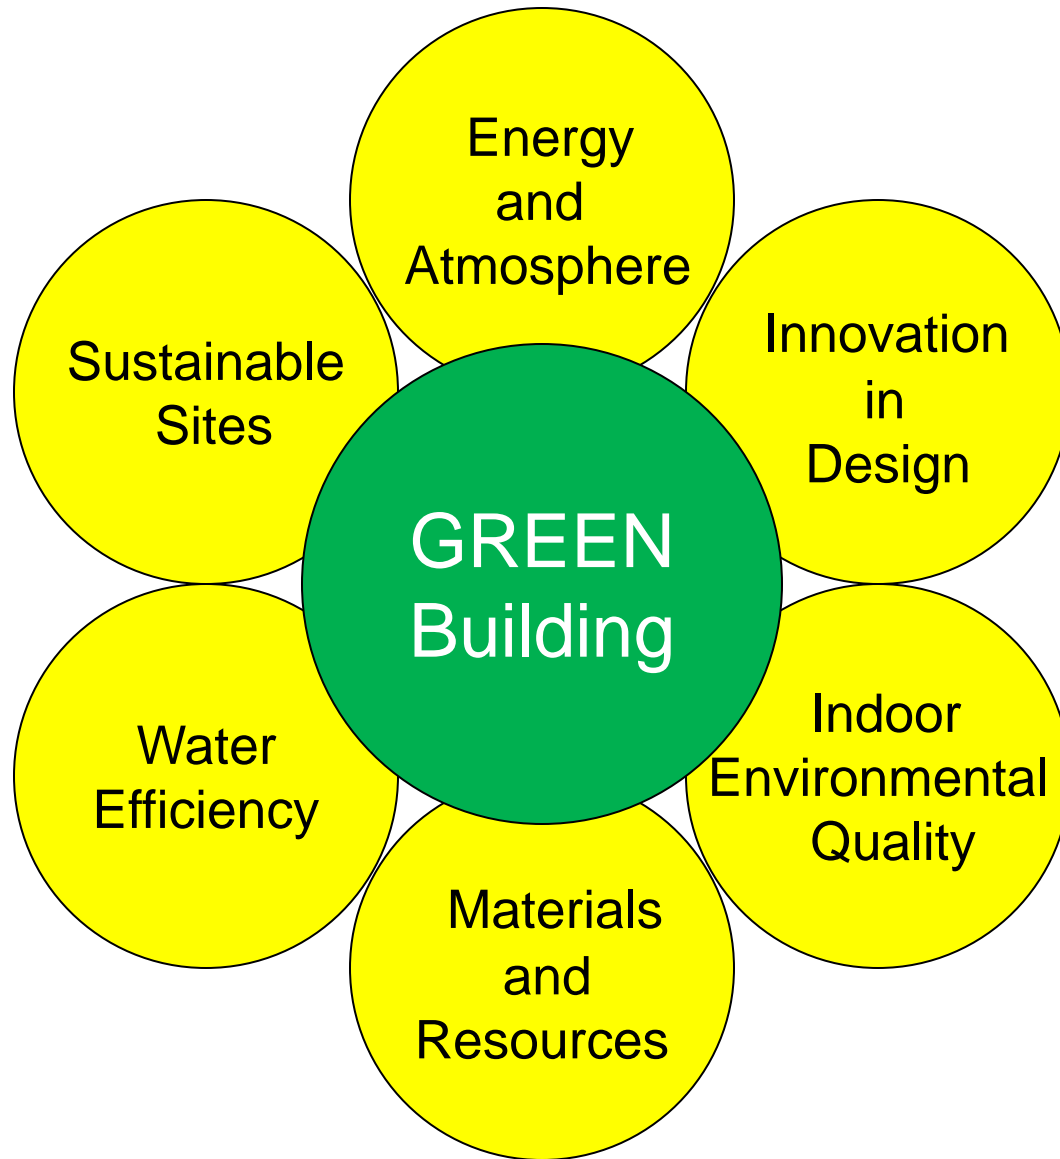 Energy
and
Atmosphere
Innovation
in
Design
Sustainable
Sites
GREEN
Building
Indoor
Environmental
Quality
Water
Efficiency
Materials
and
Resources